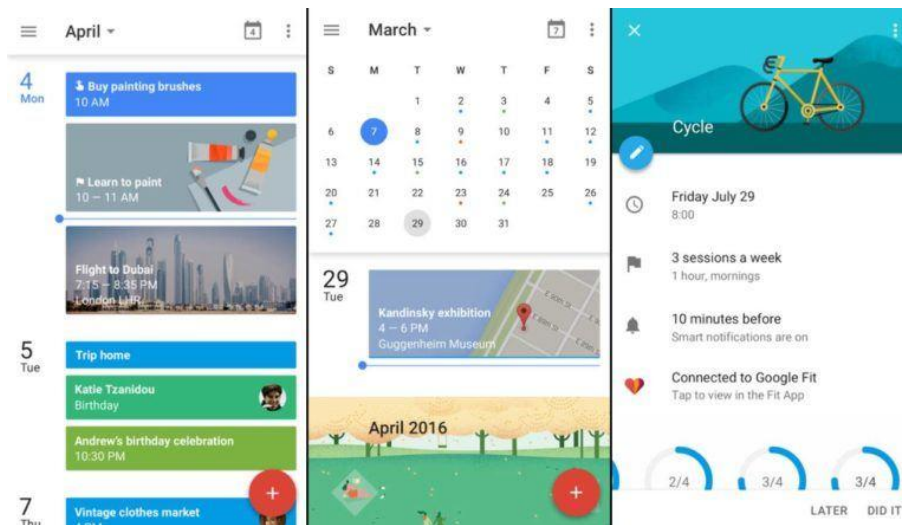 April
4
4
Mon
Buy painting brushes
10 AM
Learn to paint
10 – 11 AM
Flight to Dubai
7:15 – 8:35 PM
London LHR
5
Tue
Trip home
Katie Tzanidou
Birthday
Andrew's birthday celebration
10:30 PM
7
Thu
Vintage clothes market
March
7
S M T W T F S
1 2 3 4 5
6 7 8 9 10 11 12
13 14 15 16 17 18 19
20 21 22 23 24 25 26
27 28 29 30 31
29
Tue
Kandinsky exhibition
4 – 6 PM
Guggenheim Museum
April 2016
Cycle
Friday July 29
8:00
3 sessions a week
1 hour, mornings
10 minutes before
Smart notifications are on
Connected to Google Fit
Tap to view in the Fit App
2/4 3/4 3/4
LATER DID IT